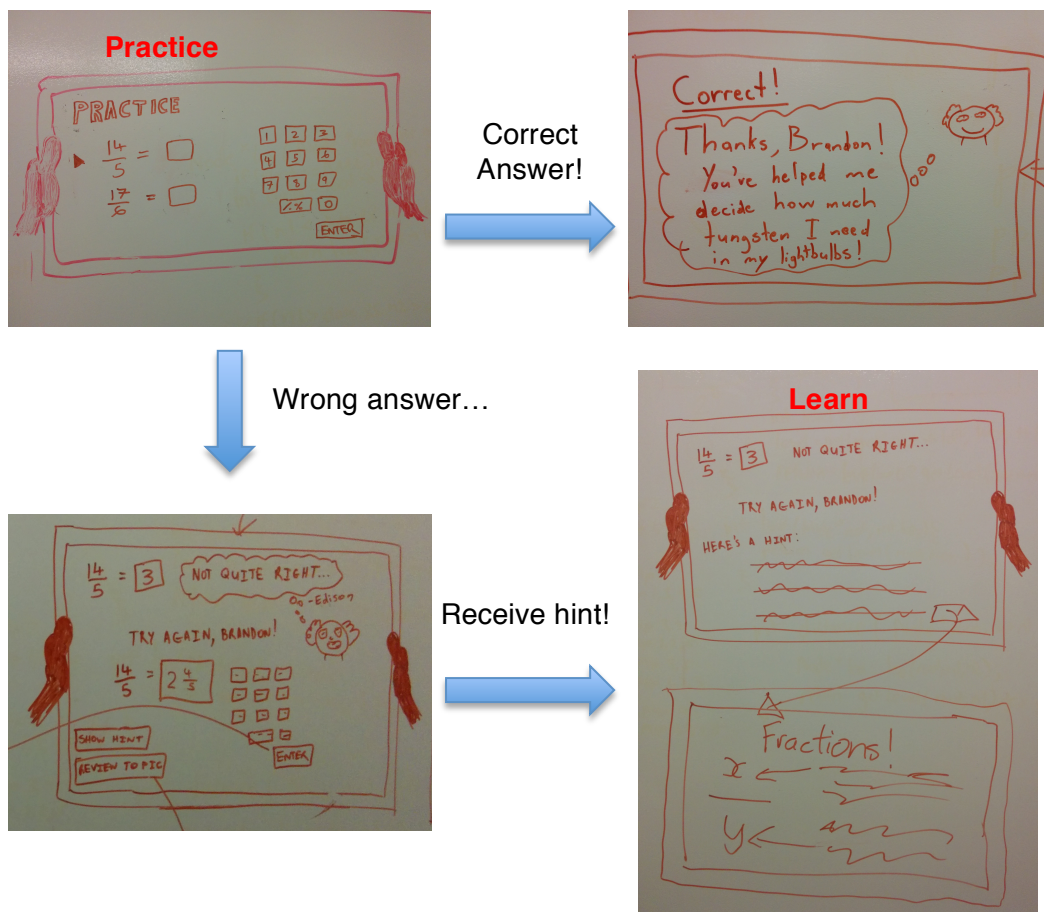 Practice
PRACTICE
14/5 =
17/6 =
1 2 3
4 5 6
7 8 9
0
ENTER
Correct
Answer!
Correct!
Thanks, Brandon!
You've helped me
decide how much
tungsten I need
in my lightbulbs!
Wrong answer…
14/5 = 3 NOT QUITE RIGHT...
-Edison
TRY AGAIN, BRANDON!
14/5 = 2 4/5
SHOW HINT
REVIEW TOPIC
ENTER
Receive hint!
Learn
14/5 = 3 NOT QUITE RIGHT...
TRY AGAIN, BRANDON!
HERE'S A HINT:
Fractions!
x
y